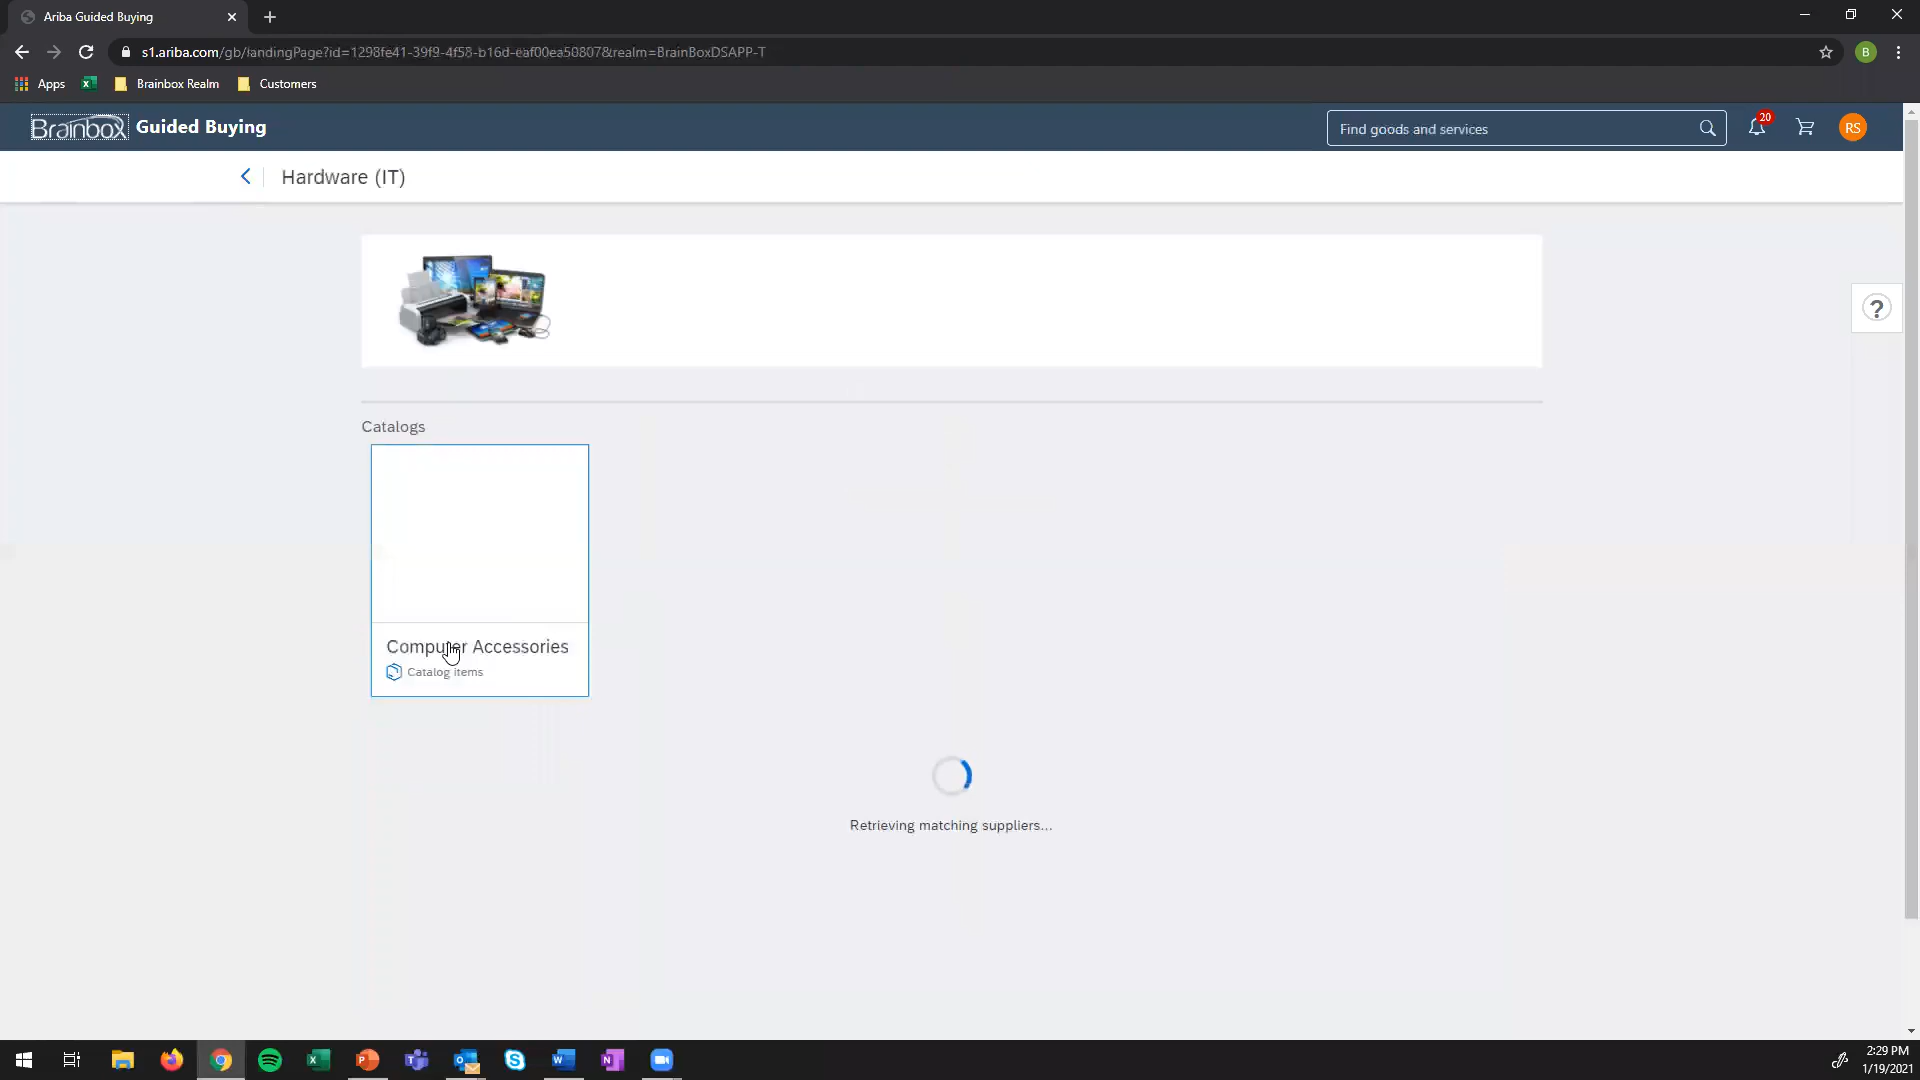 Ariba Guided Buying
s1.ariba.com/gb/landingPage?id=1298fe41-39f9-4f58-b16d-eaf00ea50807&realm=BrainBoxDSAPP-T
B
Apps
Brainbox Realm
Customers
Brainbox Guided Buying
Find goods and services
20
RS
Hardware (IT)
?
Catalogs
Computer Accessories
Catalog items
Retrieving matching suppliers...
2:29 PM
1/19/2021